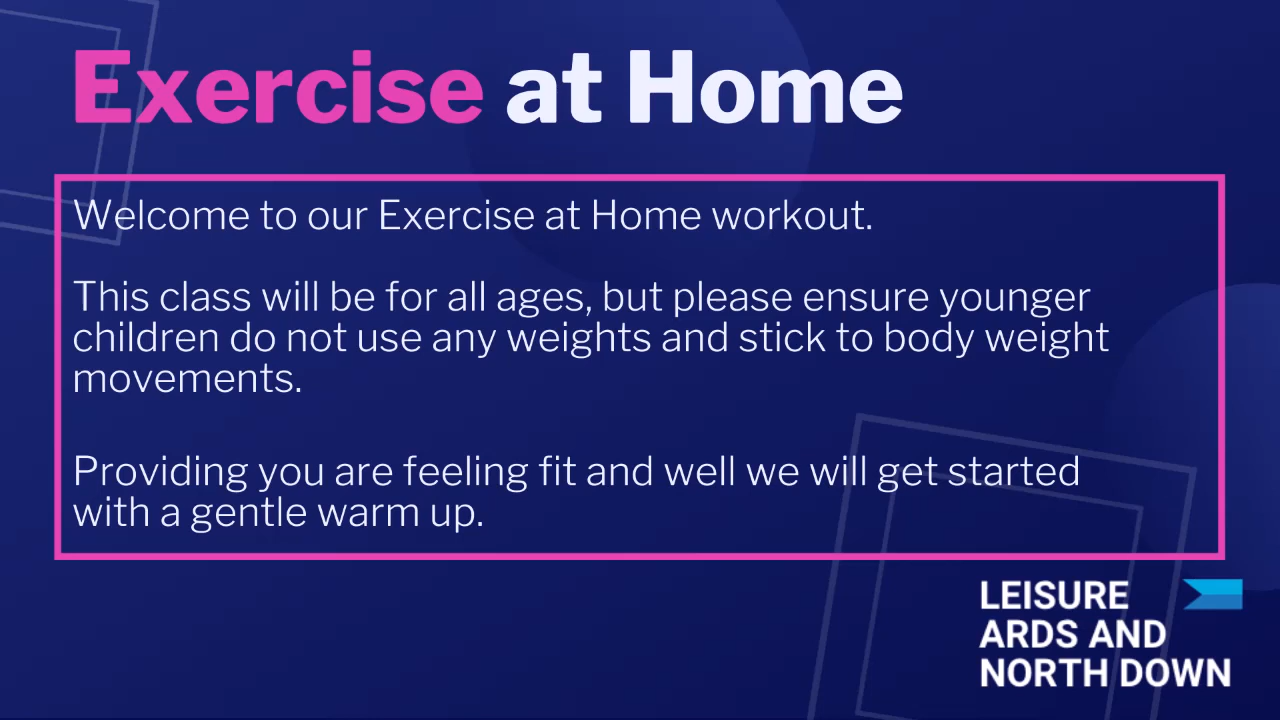 Exercise at Home
Welcome to our Exercise at Home workout.
This class will be for all ages, but please ensure younger
children do not use any weights and stick to body weight
movements.
Providing you are feeling fit and well we will get started
with a gentle warm up.
LEISURE
ARDS AND
NORTH DOWN